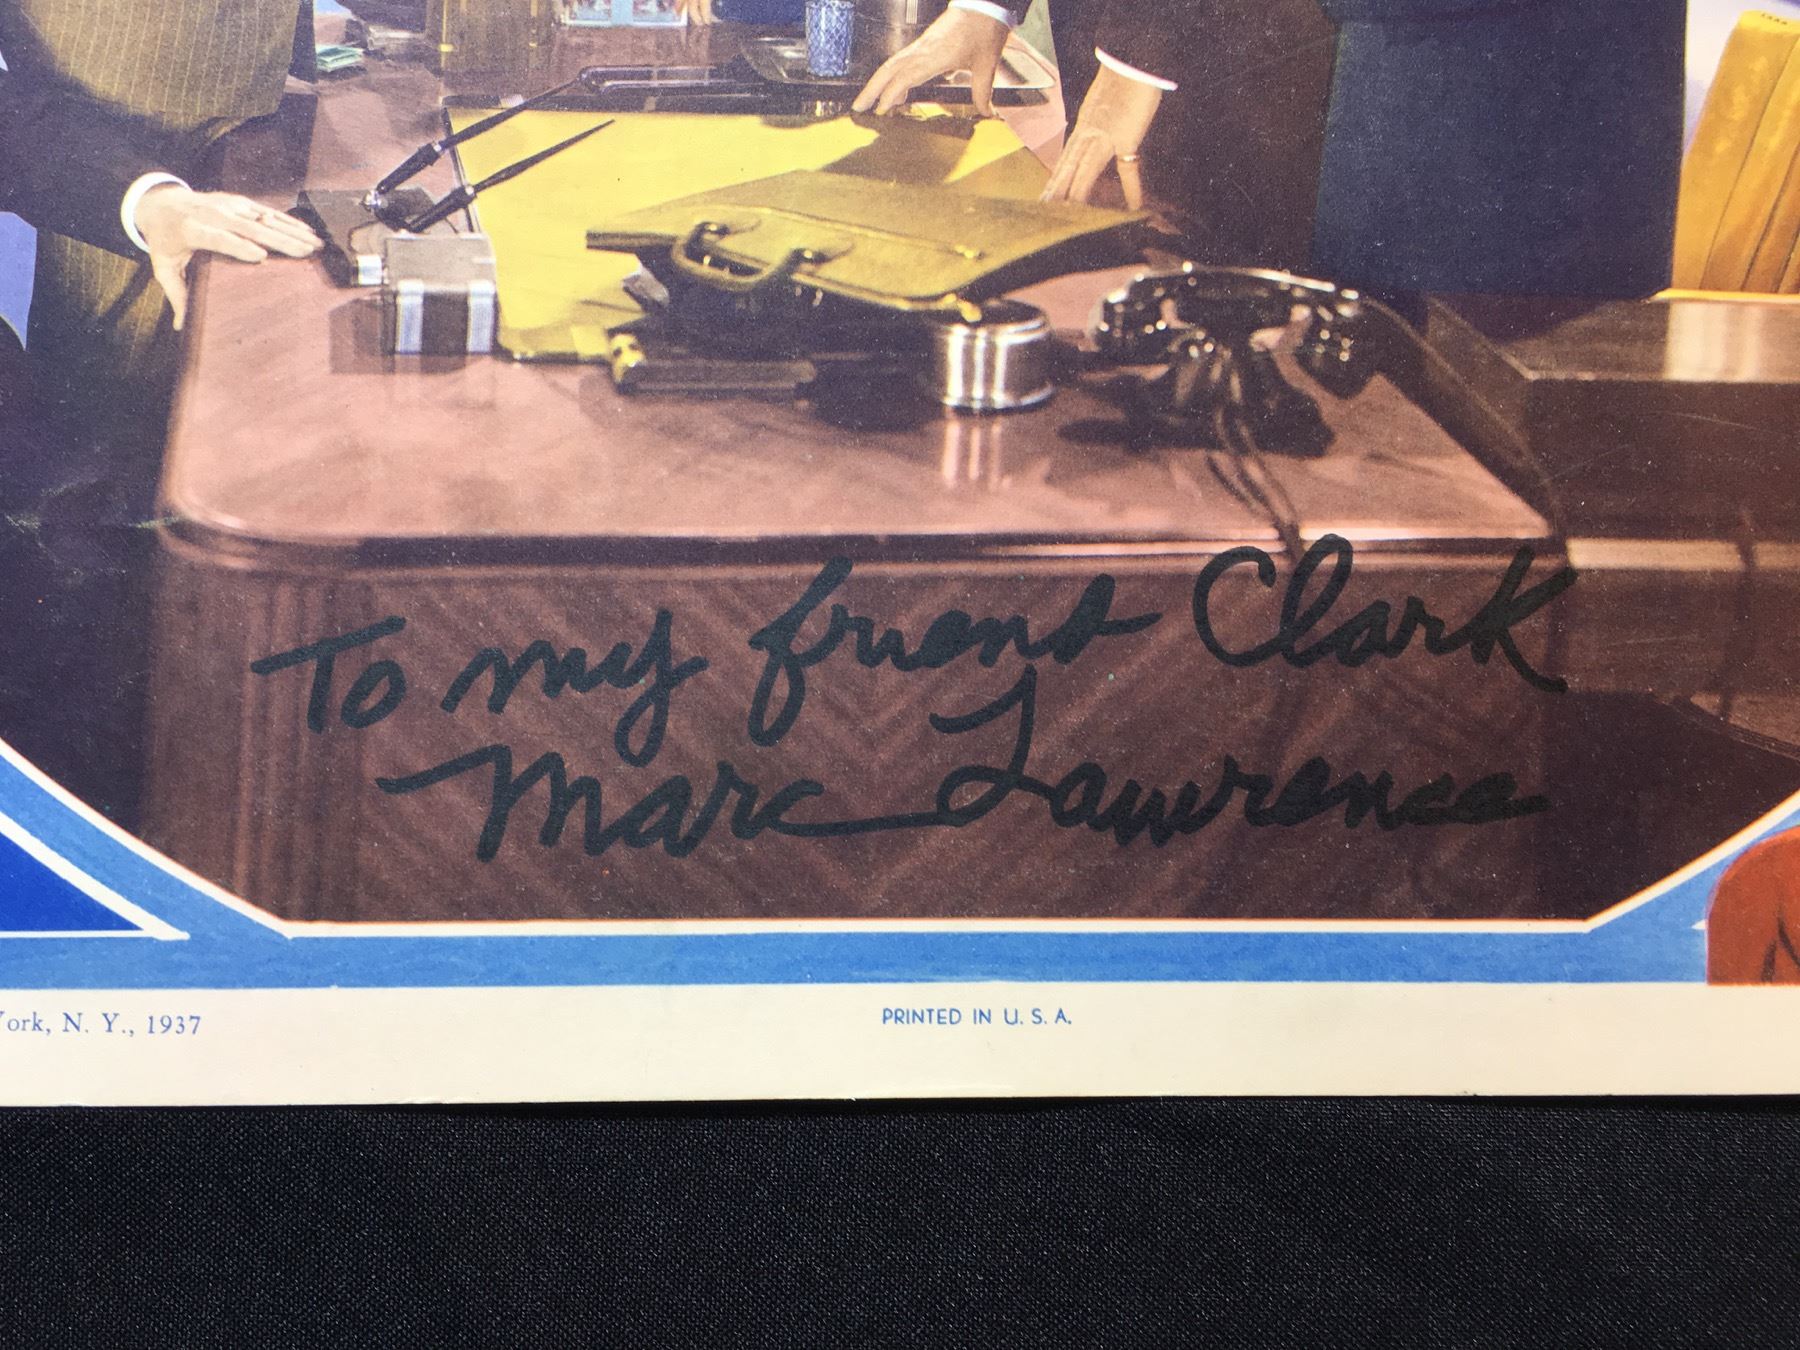 To my friend Clark
Marc Lawrence
York, N. Y., 1937
PRINTED IN U. S. A.